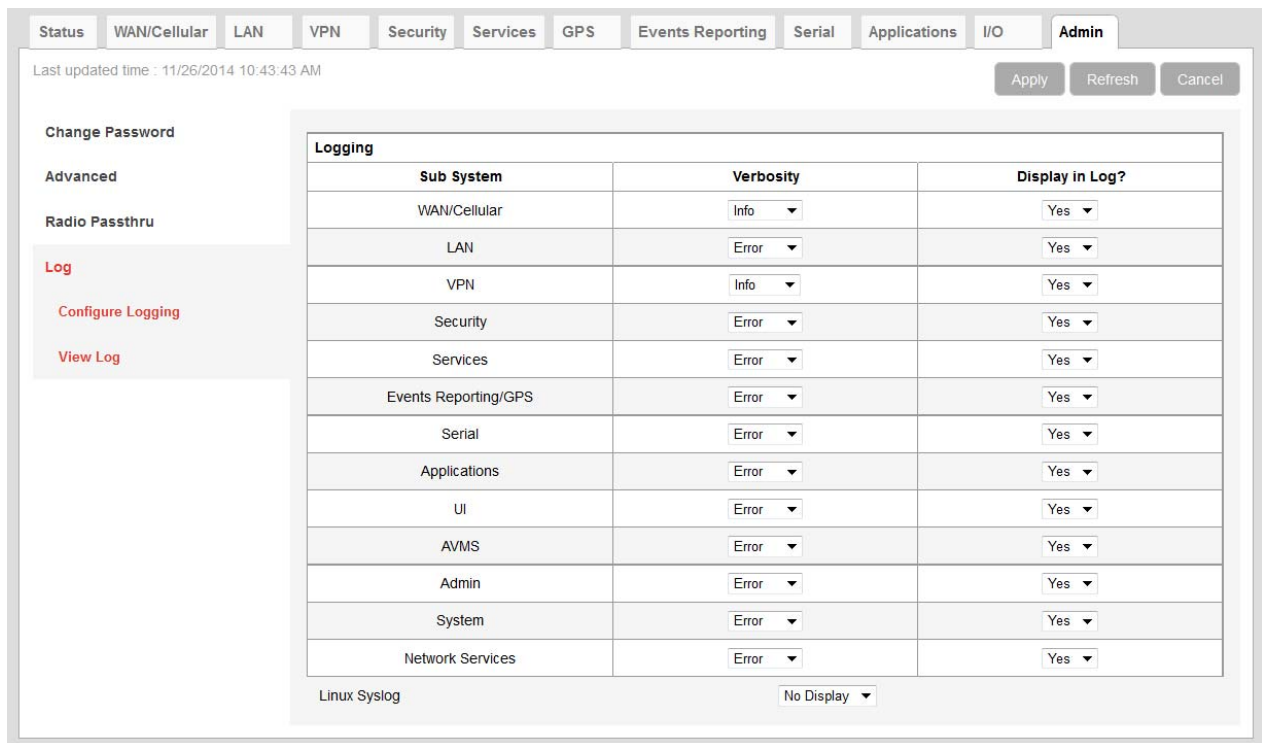 Status WAN/Cellular LAN VPN Security Services GPS Events Reporting Serial Applications I/O Admin
Last updated time : 11/26/2014 10:43:43 AM
Apply Refresh Cancel
Change Password
Advanced
Radio Passthru
Log
Configure Logging
View Log
Logging
Sub System Verbosity Display in Log?
WAN/Cellular Info Yes
LAN Error Yes
VPN Info Yes
Security Error Yes
Services Error Yes
Events Reporting/GPS Error Yes
Serial Error Yes
Applications Error Yes
UI Error Yes
AVMS Error Yes
Admin Error Yes
System Error Yes
Network Services Error Yes
Linux Syslog No Display